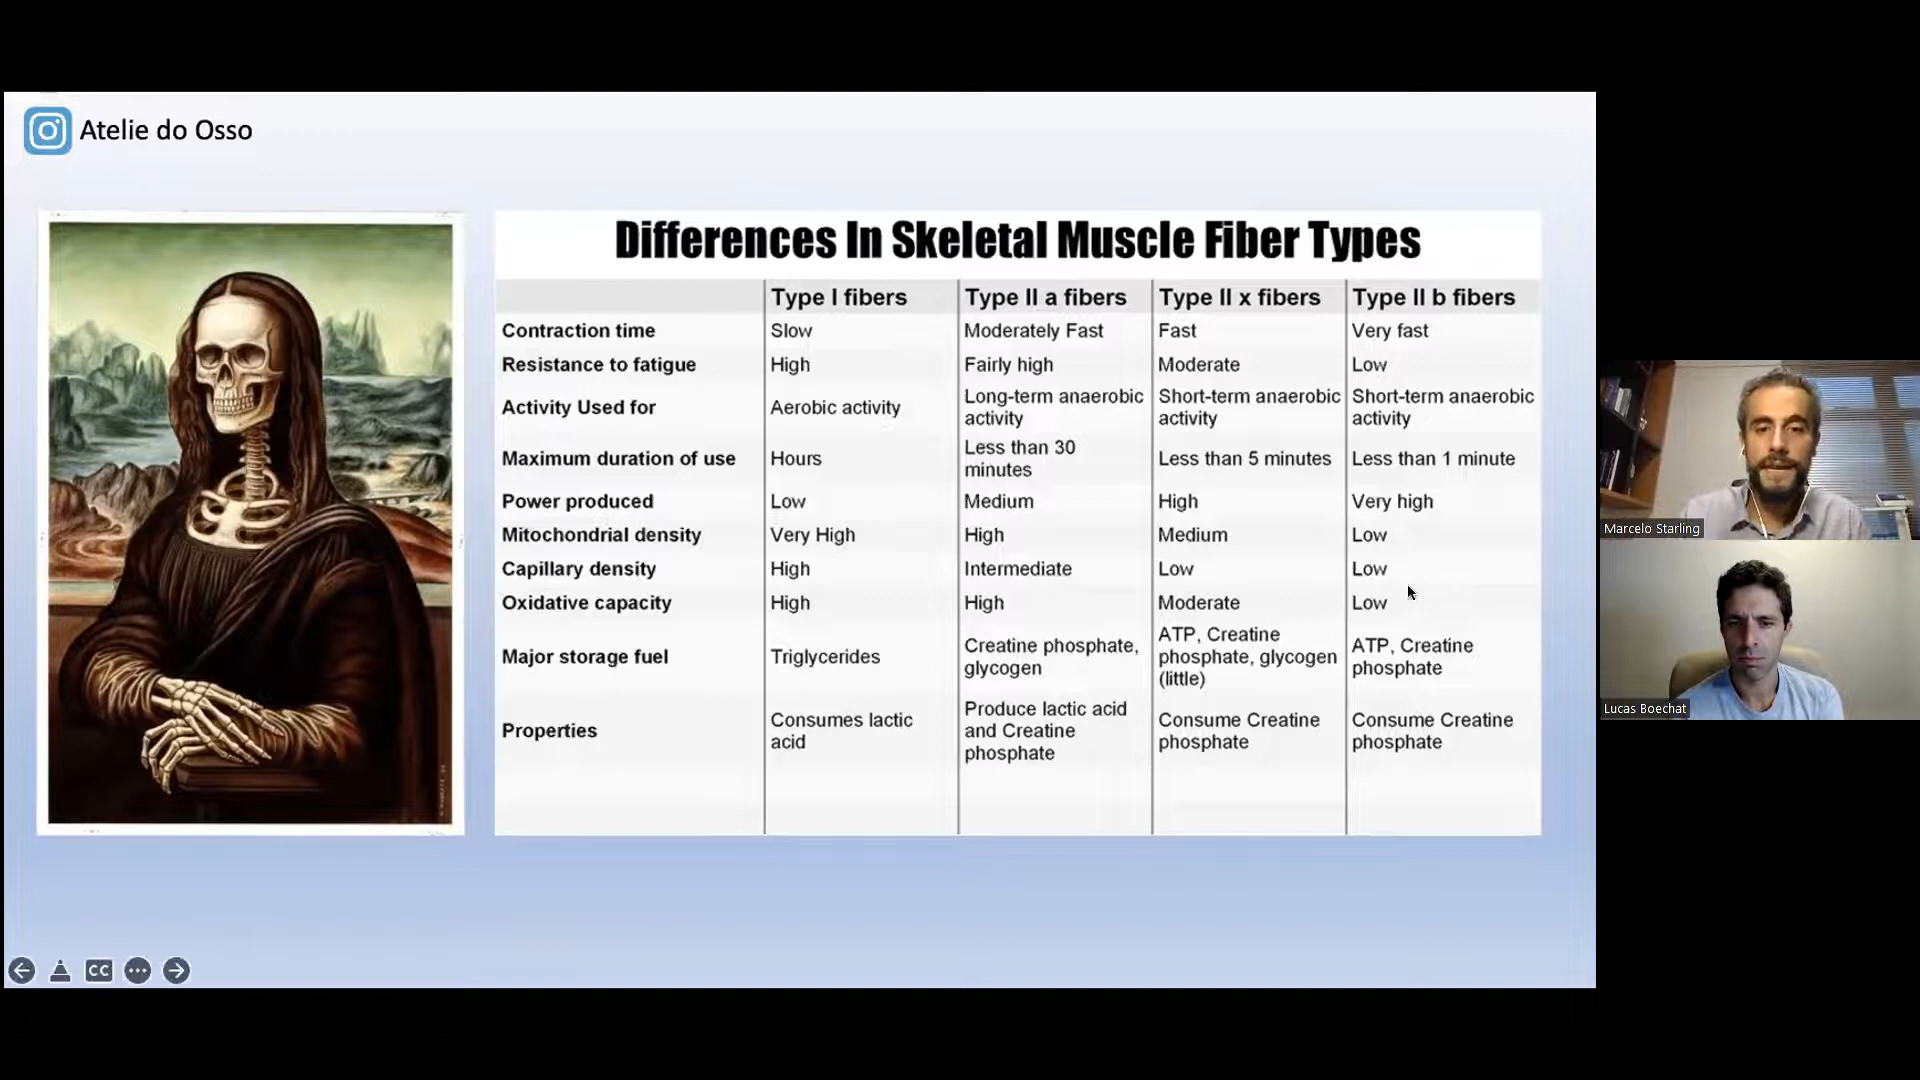 Atelie do Osso
Differences In Skeletal Muscle Fiber Types
Type I fibers Type II a fibers Type II x fibers Type II b fibers
Contraction time Slow Moderately Fast Fast Very fast
Resistance to fatigue High Fairly high Moderate Low
Activity Used for Aerobic activity Long-term anaerobic activity Short-term anaerobic activity Short-term anaerobic activity
Maximum duration of use Hours Less than 30 minutes Less than 5 minutes Less than 1 minute
Power produced Low Medium High Very high
Mitochondrial density Very High High Medium Low
Capillary density High Intermediate Low Low
Oxidative capacity High High Moderate Low
Major storage fuel Triglycerides Creatine phosphate, glycogen ATP, Creatine phosphate, glycogen (little) ATP, Creatine phosphate
Properties Consumes lactic acid Produce lactic acid and Creatine phosphate Consume Creatine phosphate Consume Creatine phosphate
Marcelo Starling
Lucas Boechat
CC